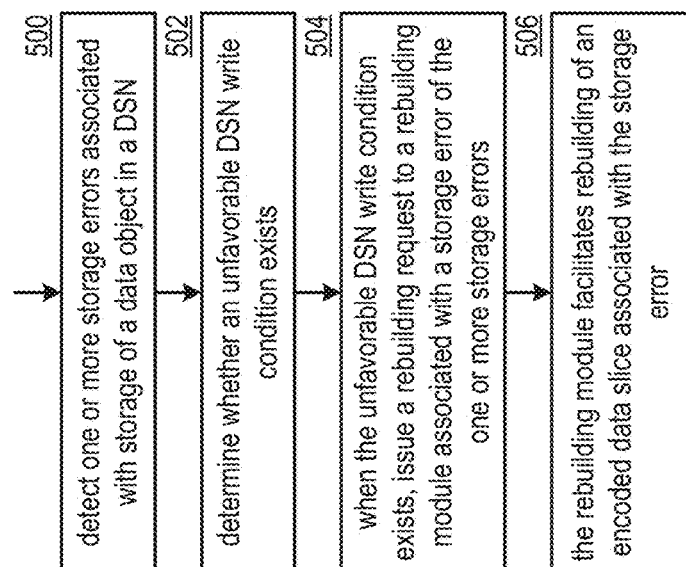 500
detect one or more storage errors associated
with storage of a data object in a DSN
502
determine whether an unfavorable DSN write
condition exists
504
when the unfavorable DSN write condition
exists, issue a rebuilding request to a rebuilding
module associated with a storage error of the
one or more storage errors
506
the rebuilding module facilitates rebuilding of an
encoded data slice associated with the storage
error